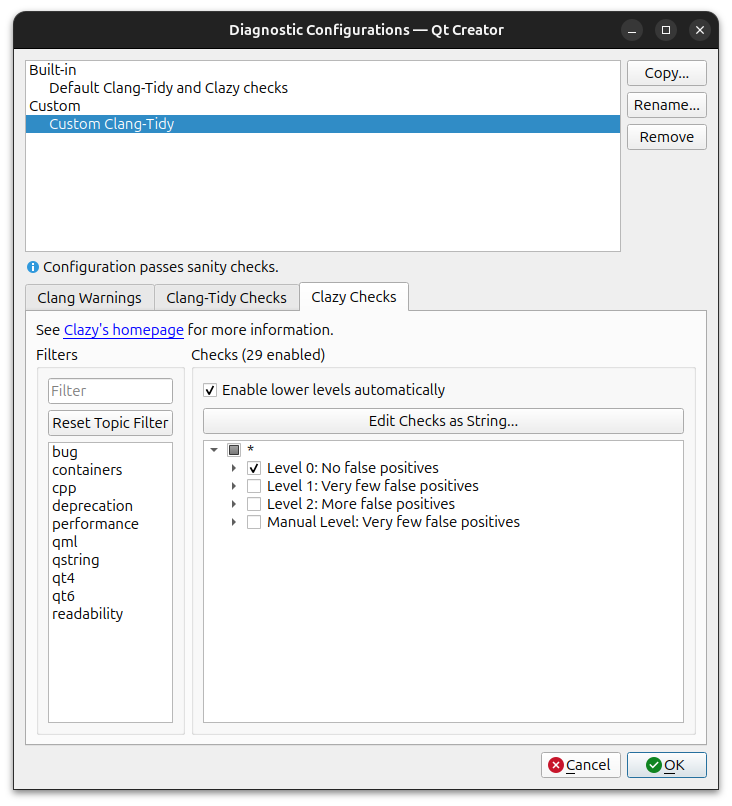 Diagnostic Configurations — Qt Creator
Built-in
Default Clang-Tidy and Clazy checks
Custom
Custom Clang-Tidy
Copy...
Rename...
Remove
Configuration passes sanity checks.
Clang Warnings
Clang-Tidy Checks
Clazy Checks
See Clazy's homepage for more information.
Filters
Filter
Reset Topic Filter
bug
containers
cpp
deprecation
performance
qml
qstring
qt4
qt6
readability
Checks (29 enabled)
Enable lower levels automatically
Edit Checks as String...
*
Level 0: No false positives
Level 1: Very few false positives
Level 2: More false positives
Manual Level: Very few false positives
Cancel
OK